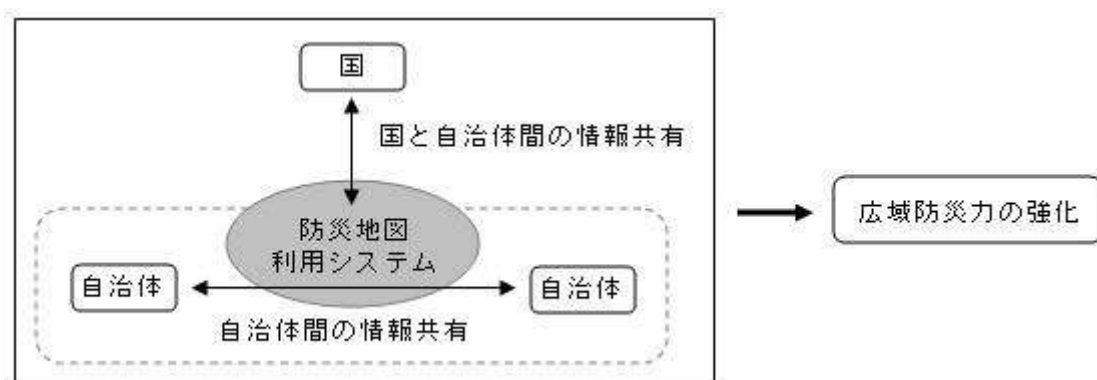 国
国と自治体間の情報共有
防災地図
利用システム
自治体
自治体
自治体間の情報共有
広域防災力の強化